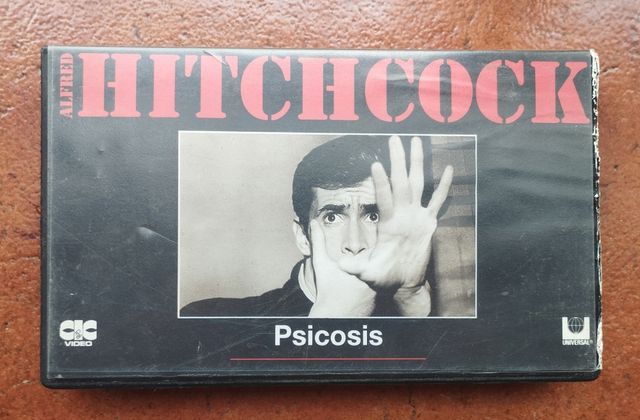 ALFRED
HITCHCOCK
Psicosis
CIC
VIDEO
UNIVERSAL